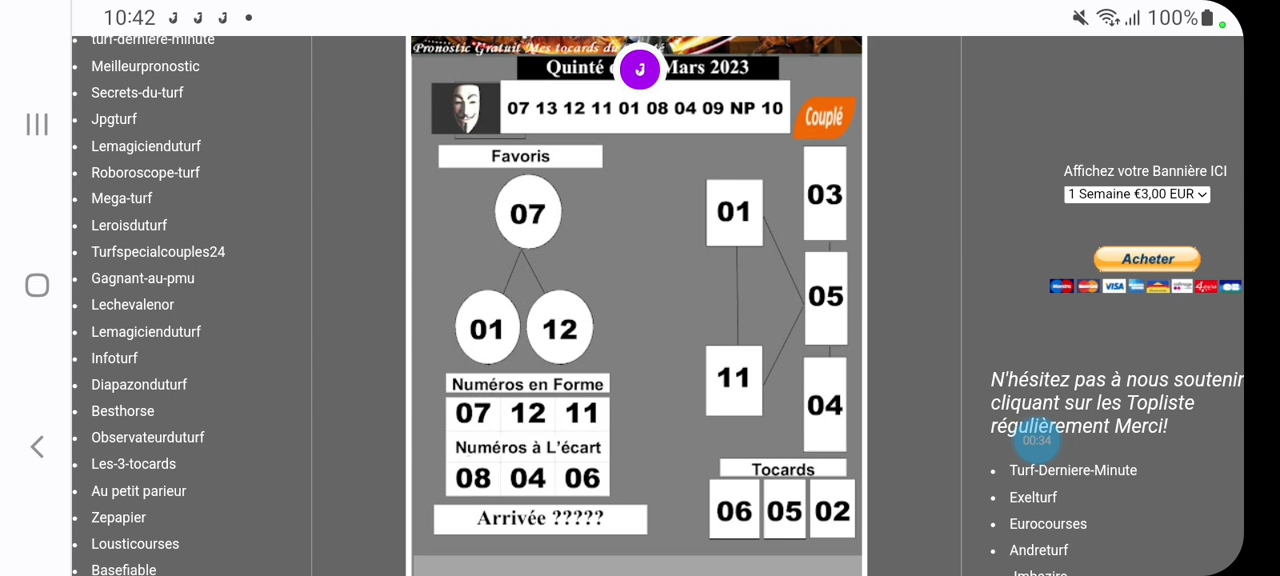 10:42
100%
turf-derniere-minute
Meilleurpronostic
Secrets-du-turf
Jpgturf
Lemagicienduturf
Roboroscope-turf
Mega-turf
Leroisduturf
Turfspecialcouples24
Gagnant-au-pmu
Lechevalenor
Lemagicienduturf
Infoturf
Diapazonduturf
Besthorse
Observateurduturf
Les-3-tocards
Au petit parieur
Zepapier
Lousticourses
Basefiable
Pronostic Gratuit Mes tocards du
Quinté
Mars 2023
07 13 12 11 01 08 04 09 NP 10
Couplé
Favoris
07
01 12
Numéros en Forme
07 12 11
Numéros à L'écart
08 04 06
Arrivée ?????
01
11
03
05
04
Tocards
06 05 02
Affichez votre Bannière ICI
1 Semaine €3,00 EUR
Acheter
VISA
N'hésitez pas à nous soutenir
cliquant sur les Topliste
régulièrement Merci!
00:34
Turf-Derniere-Minute
Exelturf
Eurocourses
Andreturf